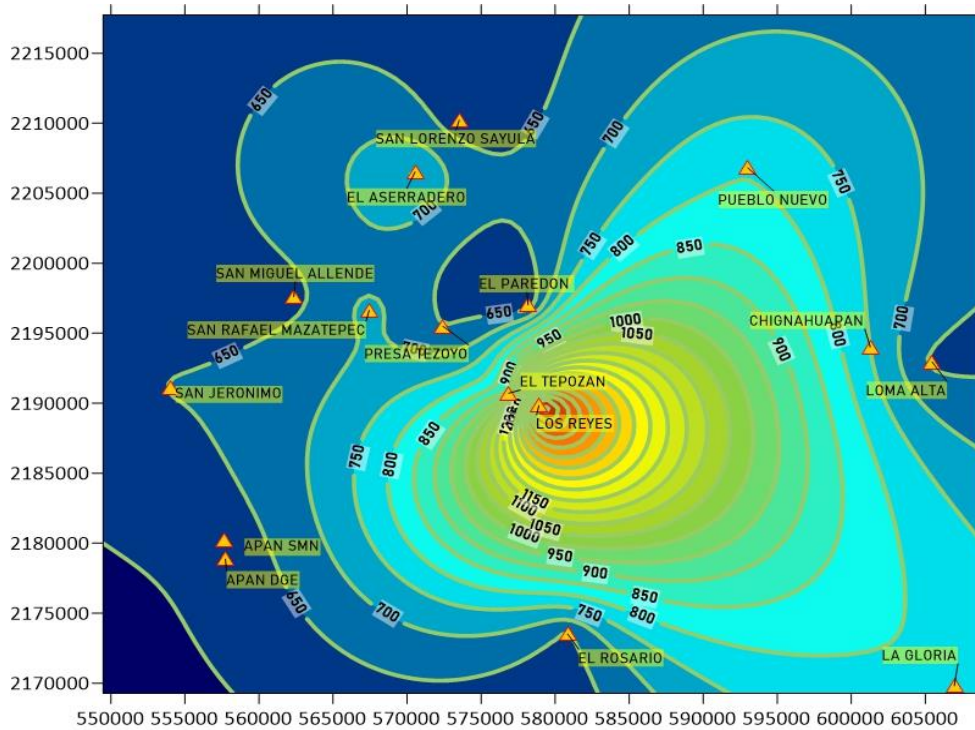 2215000
650
SAN LORENZO SAYULA
650
700
2210000
EL ASERRADERO
700
PUEBLO NUEVO
750
2205000
750
800
850
2200000
SAN MIGUEL ALLENDE
EL PAREDON
SAN RAFAEL MAZATEPEC
650
1000
1050
CHIGNAHUAPAN
800
700
2195000
650
700
PRESA TEZOYO
950
900
900
LOMA ALTA
SAN JERONIMO
EL TEPOZAN
2190000
LOS REYES
850
750
800
2185000
1150
1100
1050
1000
2180000
APAN SMN
950
APAN DGE
900
650
700
750
850
800
2175000
EL ROSARIO
LA GLORIA
2170000
550000 555000 560000 565000 570000 575000 580000 585000 590000 595000 600000 605000